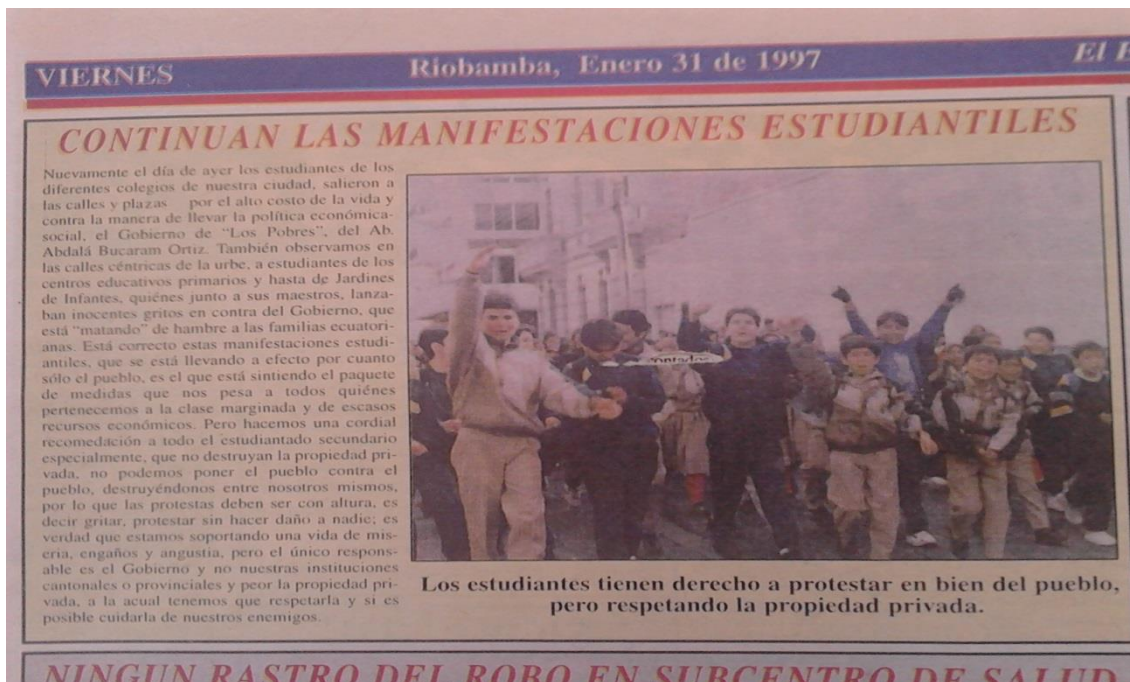 VIERNES
Riobamba, Enero 31 de 1997
El
CONTINUAN LAS MANIFESTACIONES ESTUDIANTILES
Nuevamente el día de ayer los estudiantes de los
diferentes colegios de nuestra ciudad, salieron a
las calles y plazas por el alto costo de la vida y
contra la manera de llevar la política económica-
social, el Gobierno de "Los Pobres", del Ab.
Abdalá Bucaram Ortiz. También observamos en
las calles céntricas de la urbe, a estudiantes de los
centros educativos primarios y hasta de Jardines
de Infantes, quiénes junto a sus maestros, lanza-
ban inocentes gritos en contra del Gobierno, que
está "matando" de hambre a las familias ecuatori-
anas. Está correcto estas manifestaciones estudi-
antiles, que se está llevando a efecto por cuanto
sólo el pueblo, es el que está sintiendo el paquete
de medidas que nos pesa a todos quiénes
pertenecemos a la clase marginada y de escasos
recursos económicos. Pero hacemos una cordial
recomedación a todo el estudiantado secundario
especialmente, que no destruyan la propiedad pri-
vada, no podemos poner el pueblo contra el
pueblo, destruyéndonos entre nosotros mismos,
por lo que las protestas deben ser con altura, es
decir gritar, protestar sin hacer daño a nadie; es
verdad que estamos soportando una vida de mis-
eria, engaños y angustia, pero el único respons-
able es el Gobierno y no nuestras instituciones
cantonales o provinciales y peor la propiedad pri-
vada, a la acual tenemos que respetarla y si es
posible cuidarla de nuestros enemigos.
Los estudiantes tienen derecho a protestar en bien del pueblo,
pero respetando la propiedad privada.
NINGUN RASTRO DEL ROBO EN SUBCENTRO DE SALUD